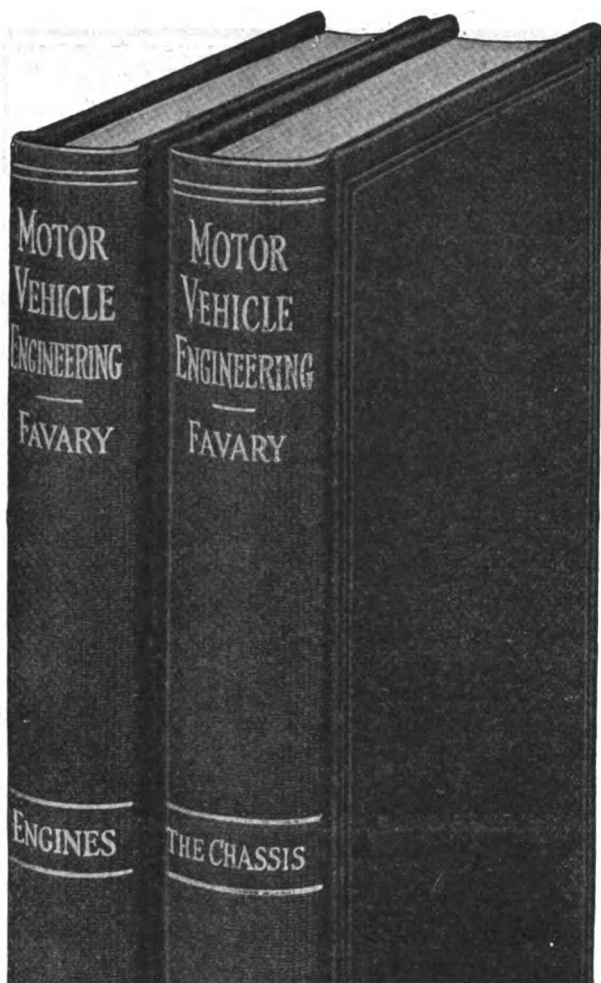 MOTOR
VEHICLE
ENGINEERING
FAVARY
ENGINES
MOTOR
VEHICLE
ENGINEERING
FAVARY
THE CHASSIS